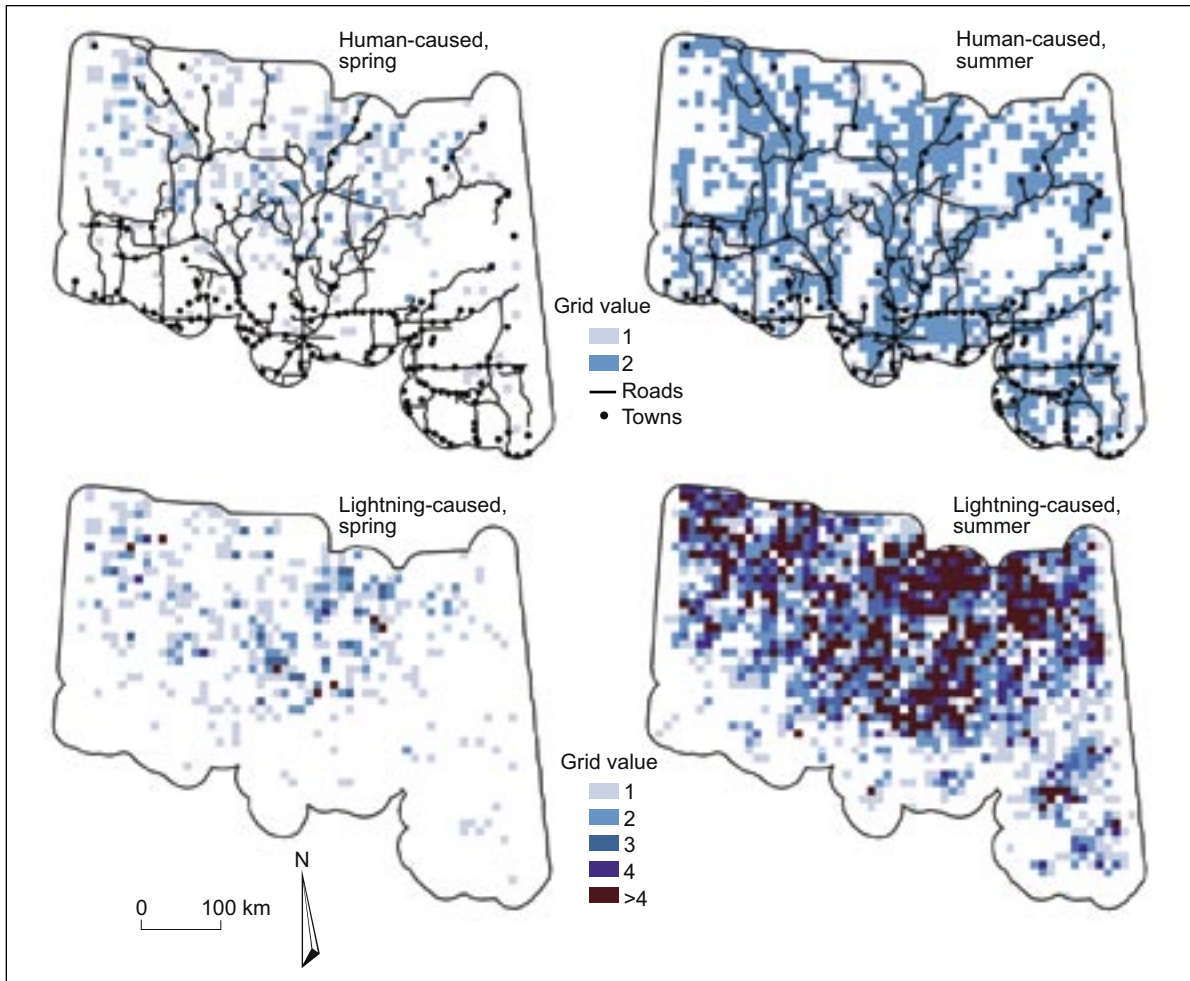 Human-caused,
spring
Human-caused,
summer
Grid value
1
2
Roads
Towns
Lightning-caused,
spring
Lightning-caused,
summer
Grid value
1
2
3
4
>4
N
0 100 km